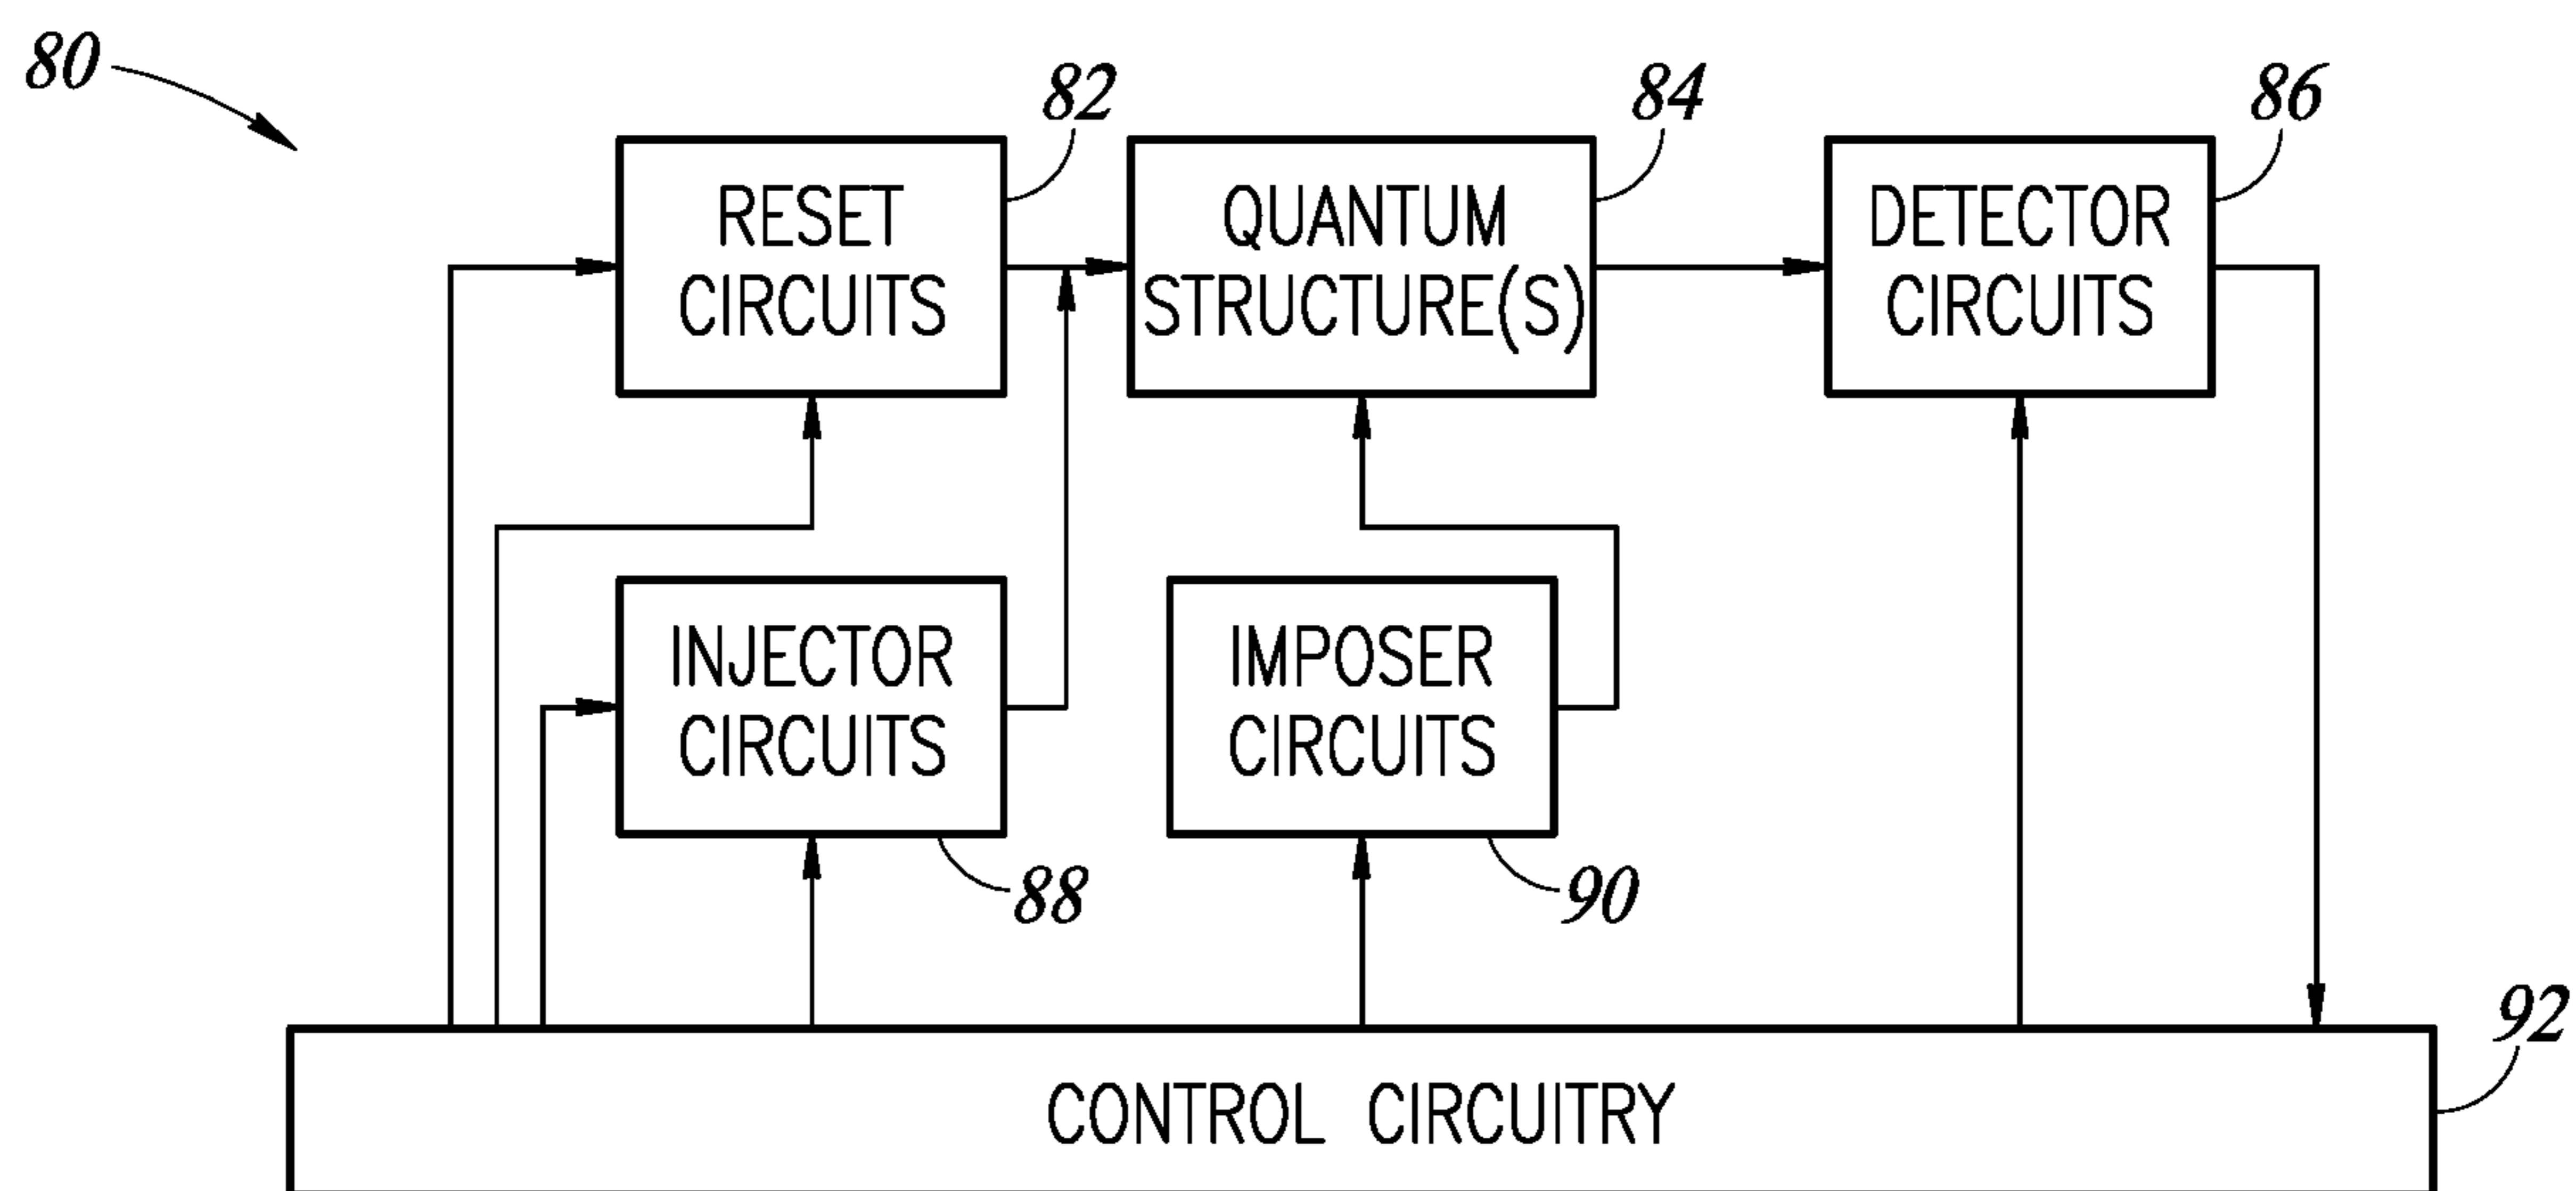 80
82
84
86
RESET
CIRCUITS
QUANTUM
STRUCTURE(S)
DETECTOR
CIRCUITS
INJECTOR
CIRCUITS
IMPOSER
CIRCUITS
88
90
92
CONTROL CIRCUITRY